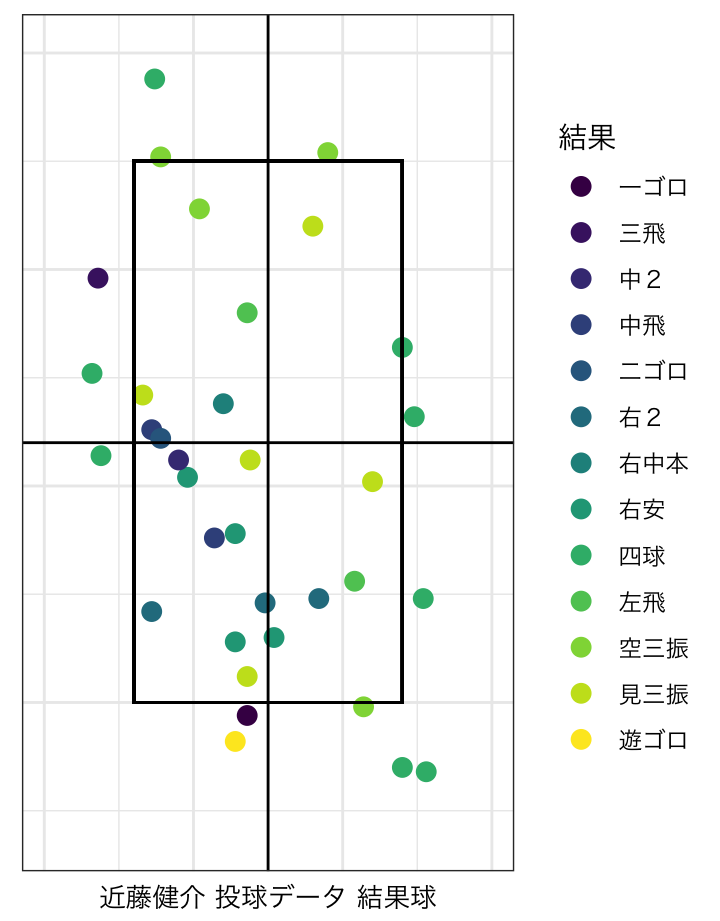 結果
一ゴロ
三飛
中２
中飛
二ゴロ
右２
右中本
右安
四球
左飛
空三振
見三振
遊ゴロ
近藤健介 投球データ 結果球